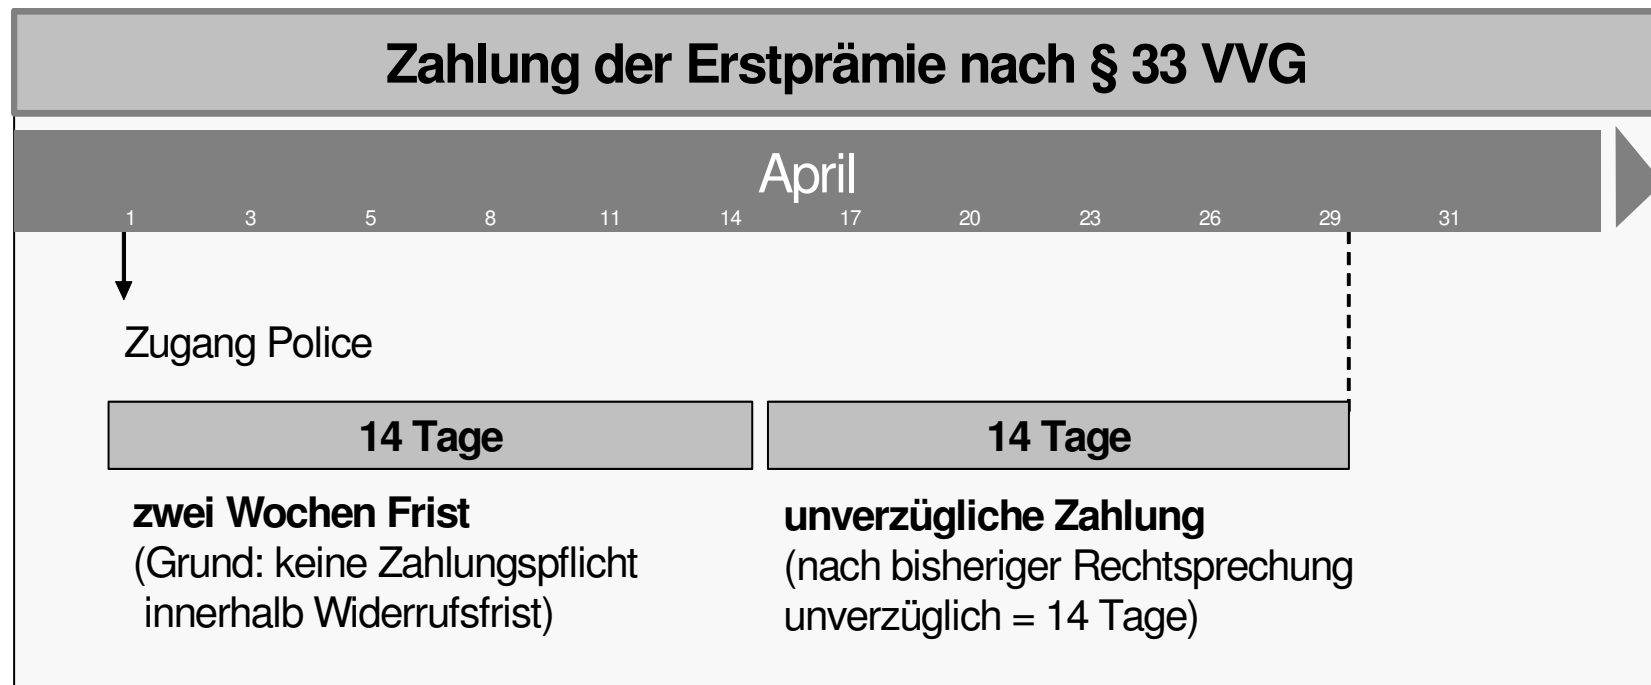 Zahlung der Erstprämie nach § 33 VVG
April
1 3 5 8 11 14 17 20 23 26 29 31
Zugang Police
14 Tage 14 Tage
zwei Wochen Frist
(Grund: keine Zahlungspflicht
innerhalb Widerrufsfrist)
unverzügliche Zahlung
(nach bisheriger Rechtsprechung
unverzüglich = 14 Tage)